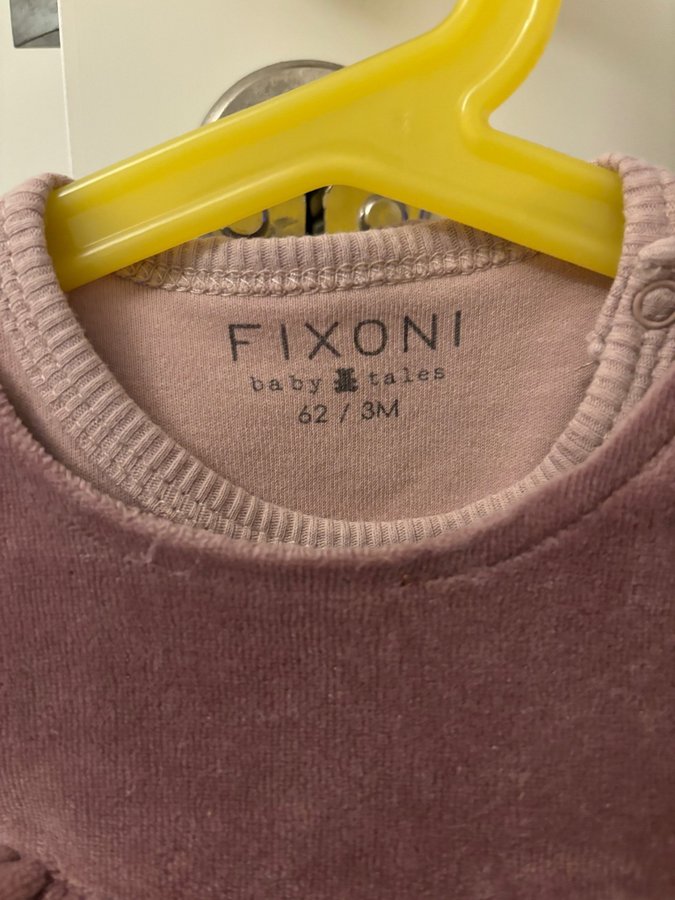 FIXONI
baby tales
62 / 3M